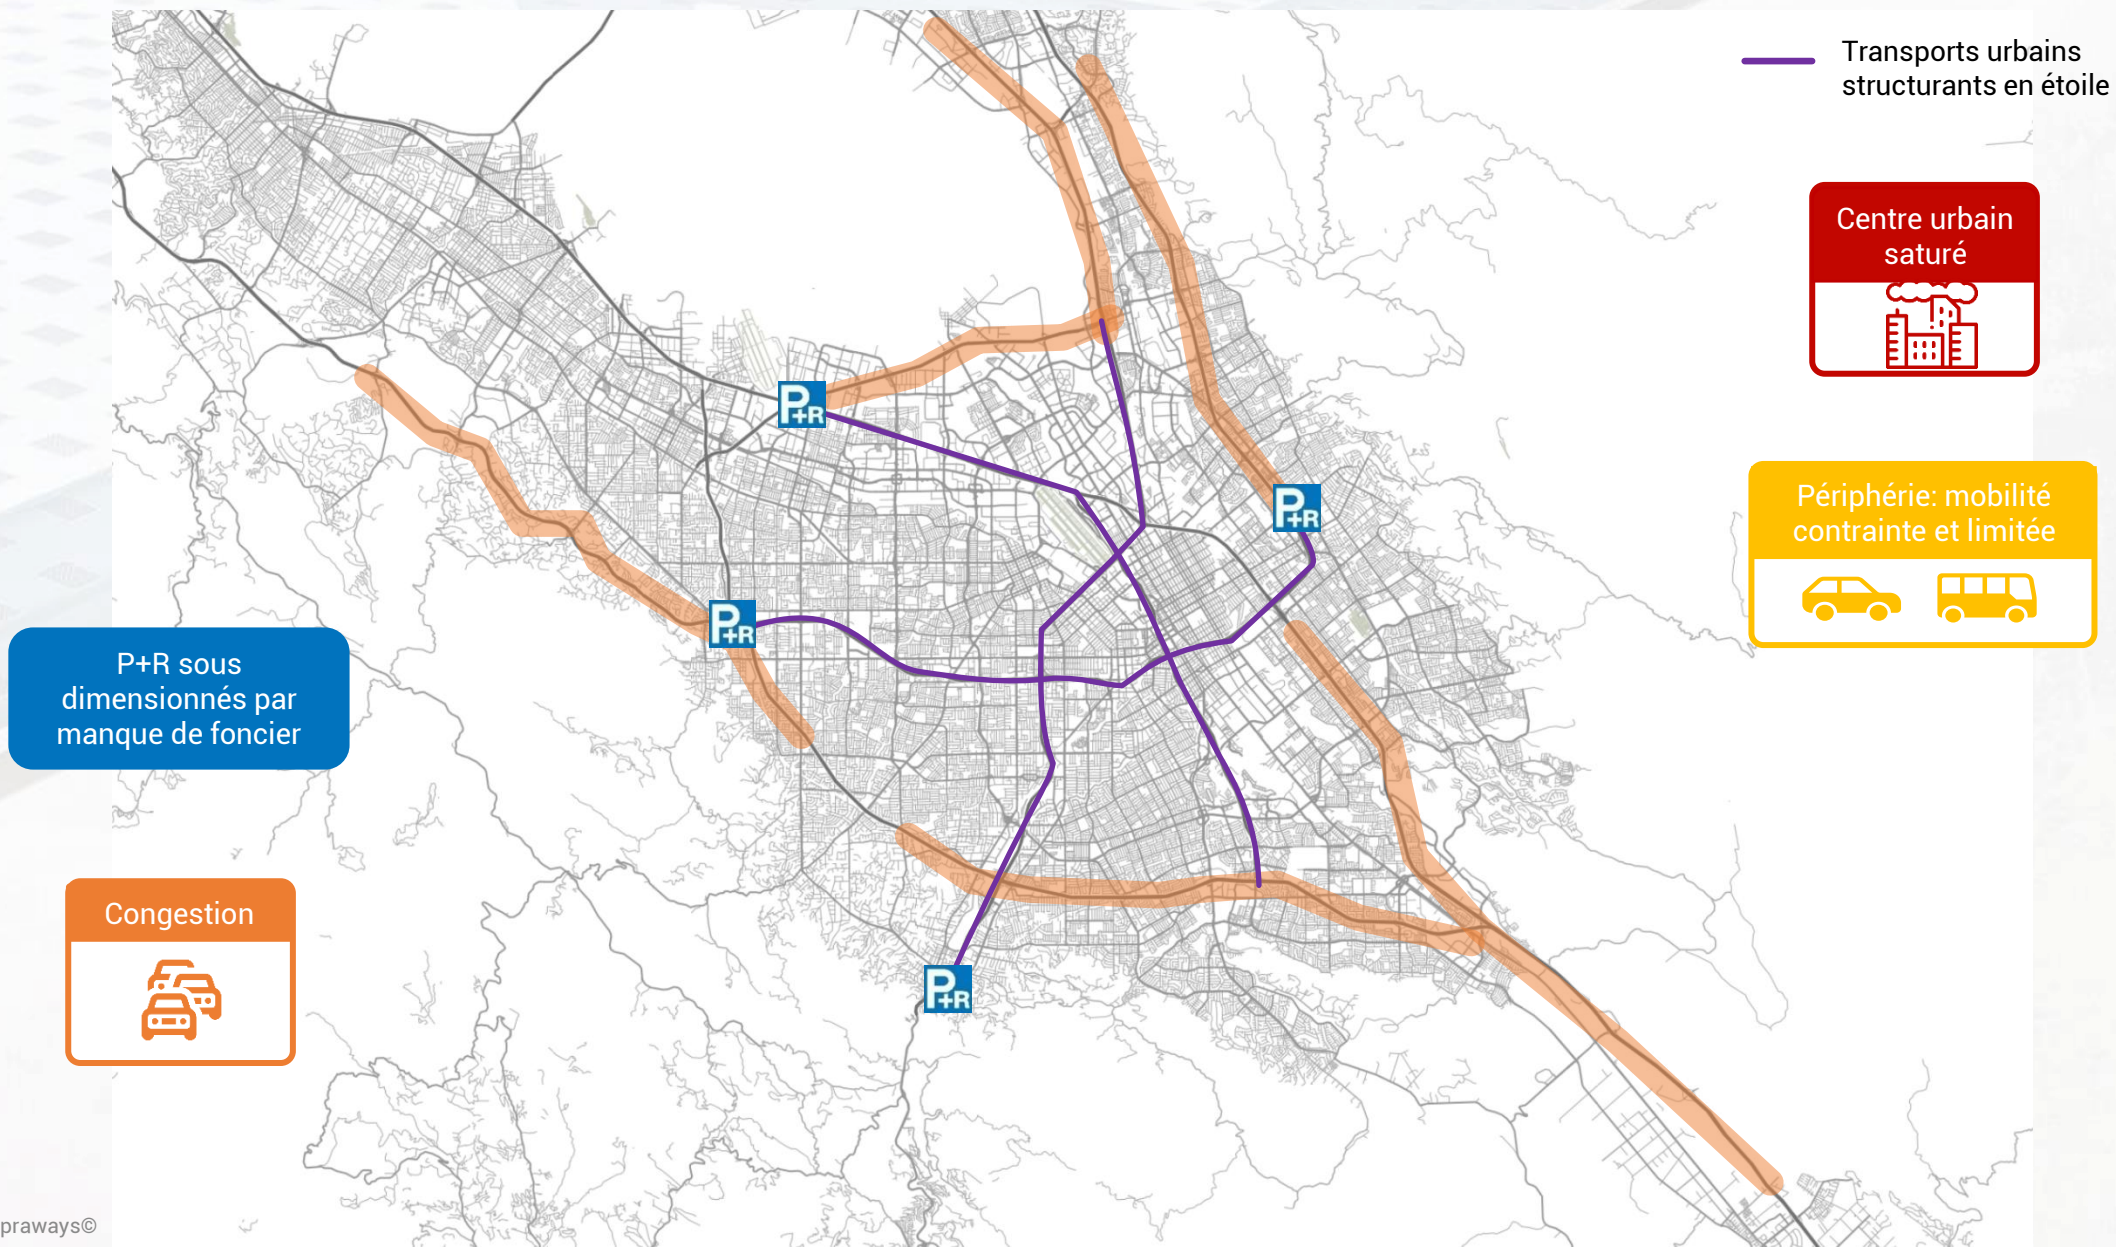 Transports urbains
structurants en étoile
Centre urbain
saturé
P+R
P+R
Périphérie: mobilité
contrainte et limitée
P+R
P+R sous
dimensionnés par
manque de foncier
Congestion
P+R
praways©